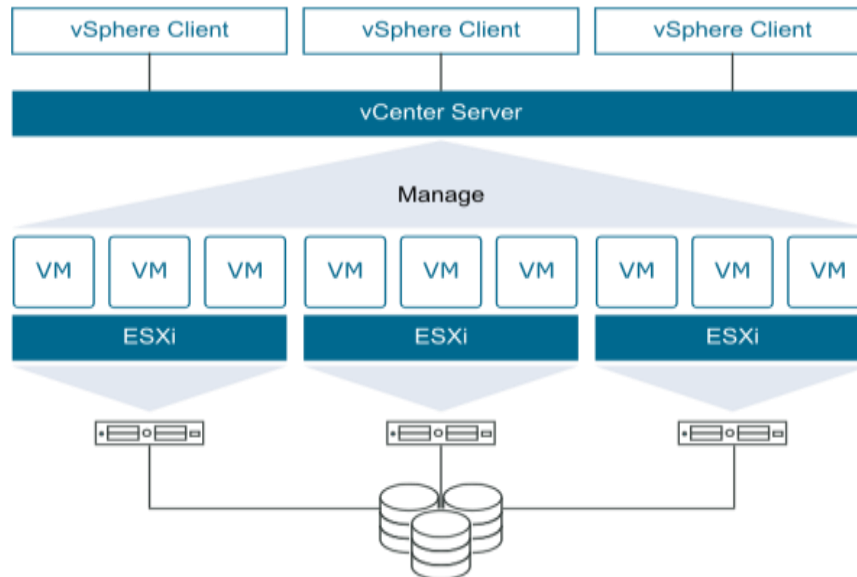 vSphere Client
vSphere Client
vSphere Client
vCenter Server
Manage
VM
VM
VM
VM
VM
VM
VM
VM
VM
ESXi
ESXi
ESXi